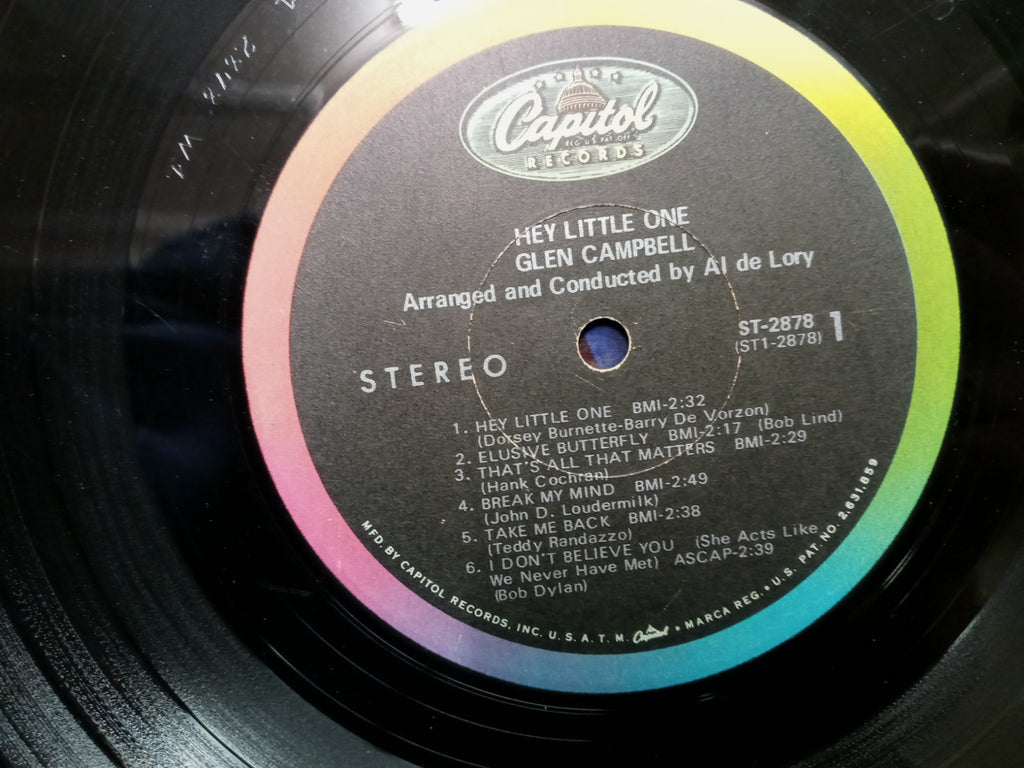 Capitol
REG. U.S. PAT. OFF.
RECORDS
HEY LITTLE ONE
GLEN CAMPBELL
Arranged and Conducted by Al de Lory
STEREO
ST-2878
(ST1-2878)
1
1. HEY LITTLE ONE BMI-2:32
(Dorsey Burnette-Barry De Vorzon)
2. ELUSIVE BUTTERFLY BMI-2:17 (Bob Lind)
3. THAT'S ALL THAT MATTERS BMI-2:29
(Hank Cochran)
4. BREAK MY MIND BMI-2:49
(John D. Loudermilk)
5. TAKE ME BACK BMI-2:38
(Teddy Randazzo)
6. I DON'T BELIEVE YOU (She Acts Like
We Never Have Met) ASCAP-2:39
(Bob Dylan)
MFD. BY CAPITOL RECORDS, INC. U.S.A. T.M. Capitol • MARCA REG. • U.S. PAT. NO. 2,631,859